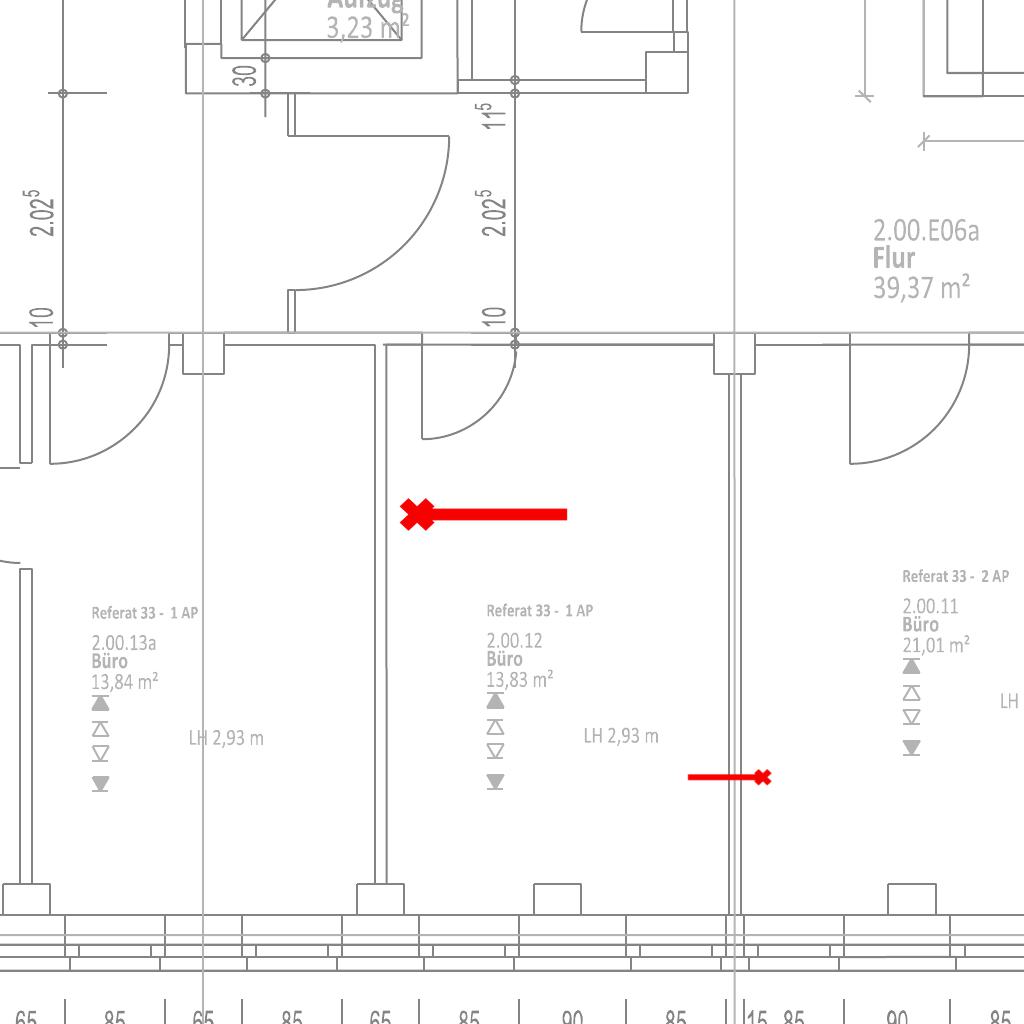 Aufzug
3,23 m²
30
11⁵
2.02⁵
2.02⁵
2.00.E06a
Flur
39,37 m²
10
10
Referat 33 - 1 AP
2.00.13a
Büro
13,84 m²
LH 2,93 m
Referat 33 - 1 AP
2.00.12
Büro
13,83 m²
LH 2,93 m
Referat 33 - 2 AP
2.00.11
Büro
21,01 m²
LH
65
85
65
85
65
85
90
85
15
85
90
85